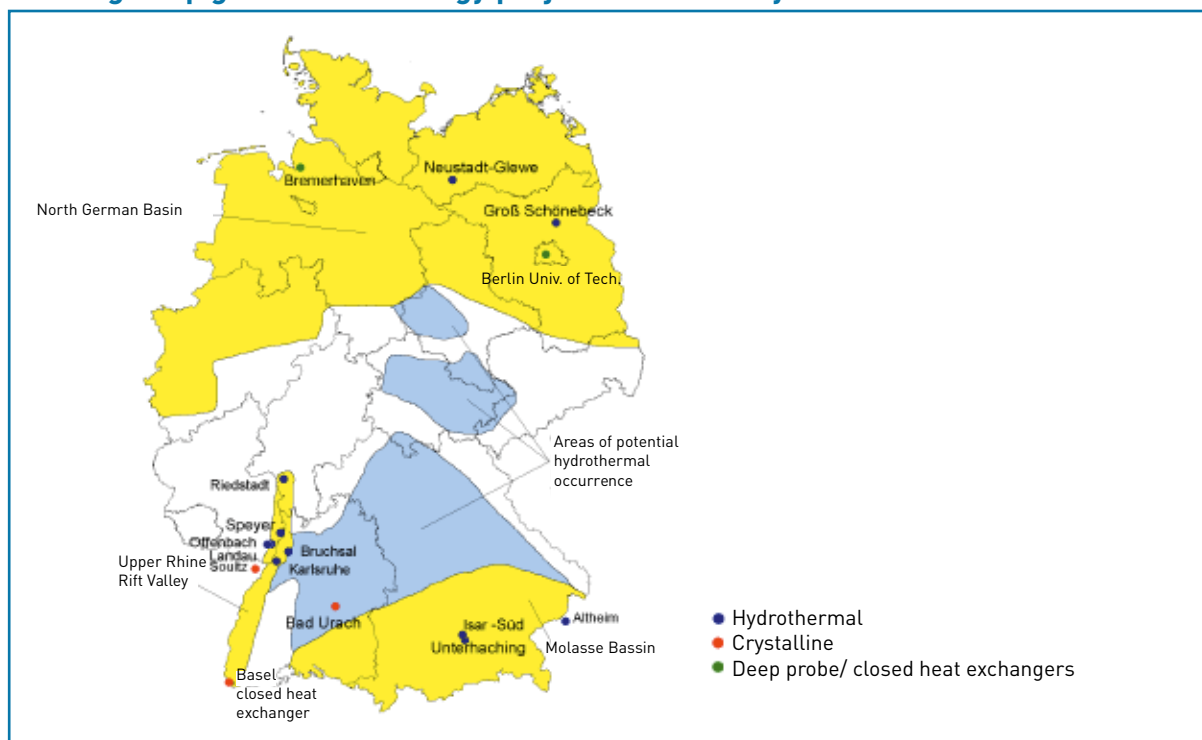 Bremerhaven
Neustadt-Glewe
North German Basin
Groß Schönebeck
Berlin Univ. of Tech.
Areas of potential
hydrothermal
occurrence
Riedstadt
Speyer
Offenbach
Landau
Soultz
Bruchsal
Karlsruhe
Upper Rhine
Rift Valley
Bad Urach
Isar -Süd
Unterhaching
Altheim
Molasse Bassin
Basel
closed heat
exchanger
Hydrothermal
Crystalline
Deep probe/ closed heat exchangers